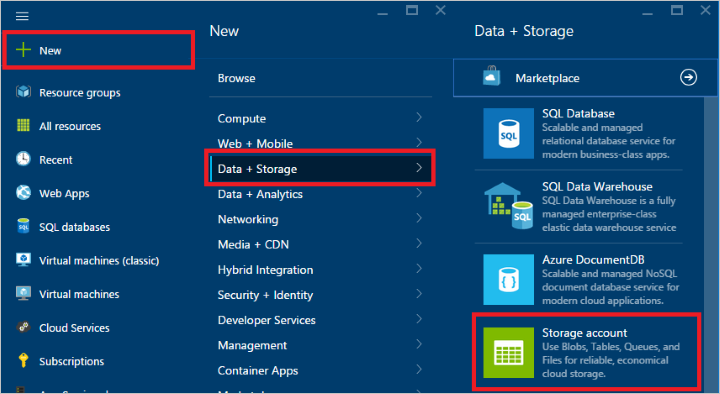 New
Resource groups
All resources
Recent
Web Apps
SQL databases
Virtual machines (classic)
Virtual machines
Cloud Services
Subscriptions
New
Browse
Compute
Web + Mobile
Data + Storage
Data + Analytics
Networking
Media + CDN
Hybrid Integration
Security + Identity
Developer Services
Management
Container Apps
Data + Storage
Marketplace
SQL
SQL Database
Scalable and managed
relational database service for
modern business-class apps.
SQL
SQL Data Warehouse
SQL Data Warehouse is a fully
managed enterprise-class
elastic data warehouse service
Azure DocumentDB
Scalable and managed NoSQL
document database service for
modern cloud applications.
Storage account
Use Blobs, Tables, Queues, and
Files for reliable, economical
cloud storage.